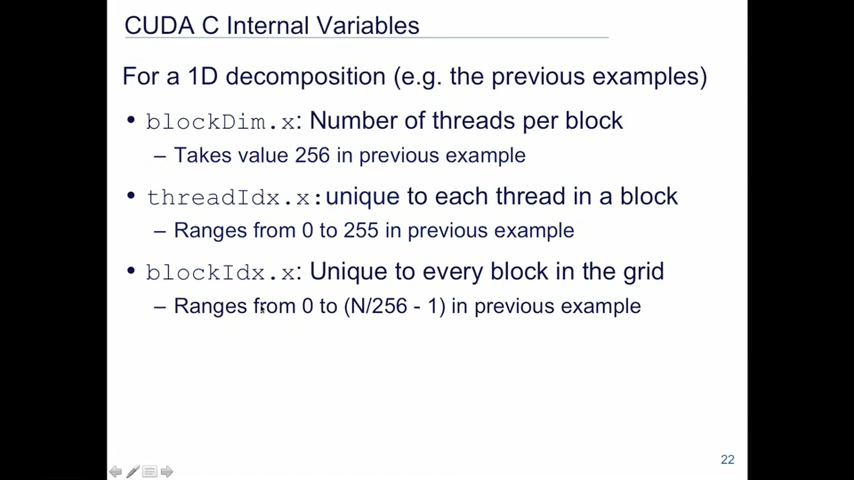 CUDA C Internal Variables
For a 1D decomposition (e.g. the previous examples)
• blockDim.x: Number of threads per block
– Takes value 256 in previous example
• threadIdx.x:unique to each thread in a block
– Ranges from 0 to 255 in previous example
• blockIdx.x: Unique to every block in the grid
– Ranges from 0 to (N/256 - 1) in previous example
22